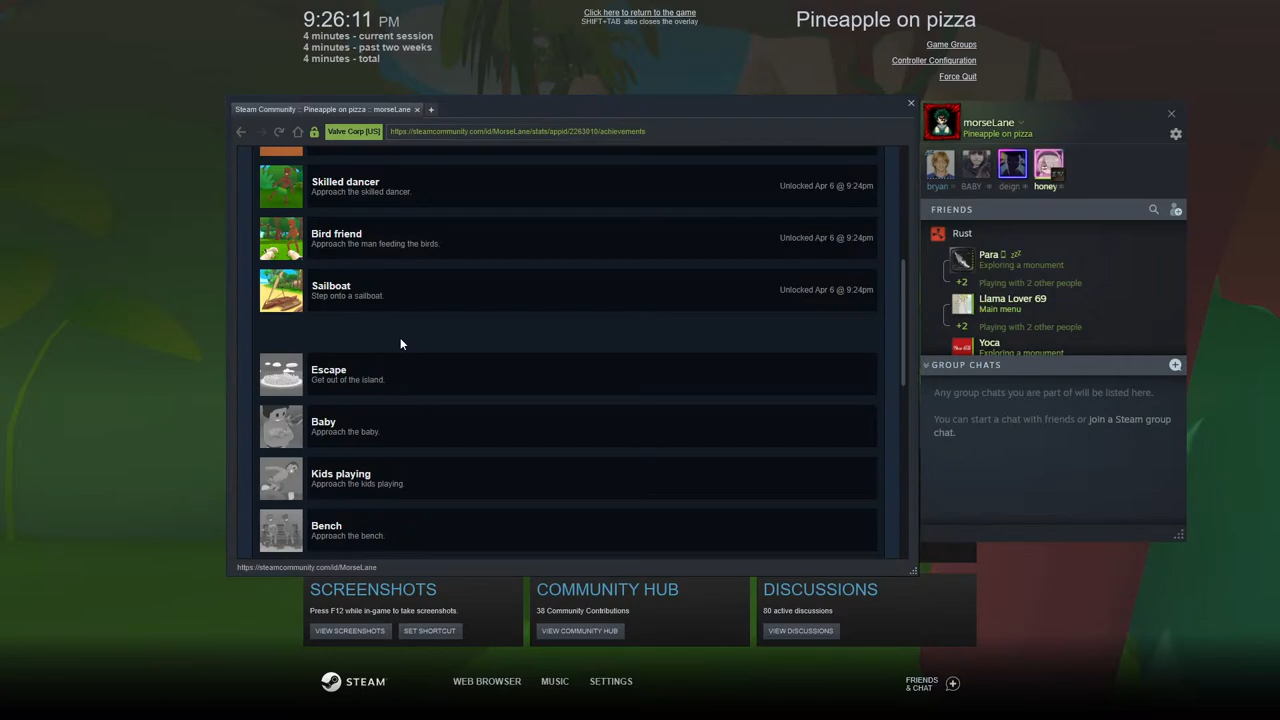 9:26:11 PM
4 minutes - current session
4 minutes - past two weeks
4 minutes - total
Click here to return to the game
SHIFT+TAB also closes the overlay
Pineapple on pizza
Game Groups
Controller Configuration
Force Quit
Steam Community :: Pineapple on pizza :: morseLane
Valve Corp [US]
https://steamcommunity.com/id/MorseLane/stats/appid/2263010/achievements
Skilled dancer
Approach the skilled dancer.
Unlocked Apr 6 @ 9:24pm
Bird friend
Approach the man feeding the birds.
Unlocked Apr 6 @ 9:24pm
Sailboat
Step onto a sailboat.
Unlocked Apr 6 @ 9:24pm
Escape
Get out of the island.
Baby
Approach the baby.
Kids playing
Approach the kids playing.
Bench
Approach the bench.
https://steamcommunity.com/id/MorseLane
morseLane
Pineapple on pizza
bryan
BABY
deign
honey
FRIENDS
Rust
Para zzz
Exploring a monument
+2 Playing with 2 other people
Llama Lover 69
Main menu
+2 Playing with 2 other people
Yoca
Exploring a monument
GROUP CHATS
Any group chats you are part of will be listed here.
You can start a chat with friends or join a Steam group
chat.
SCREENSHOTS
Press F12 while in-game to take screenshots.
VIEW SCREENSHOTS
SET SHORTCUT
COMMUNITY HUB
38 Community Contributions
VIEW COMMUNITY HUB
DISCUSSIONS
80 active discussions
VIEW DISCUSSIONS
STEAM
WEB BROWSER
MUSIC
SETTINGS
FRIENDS
& CHAT